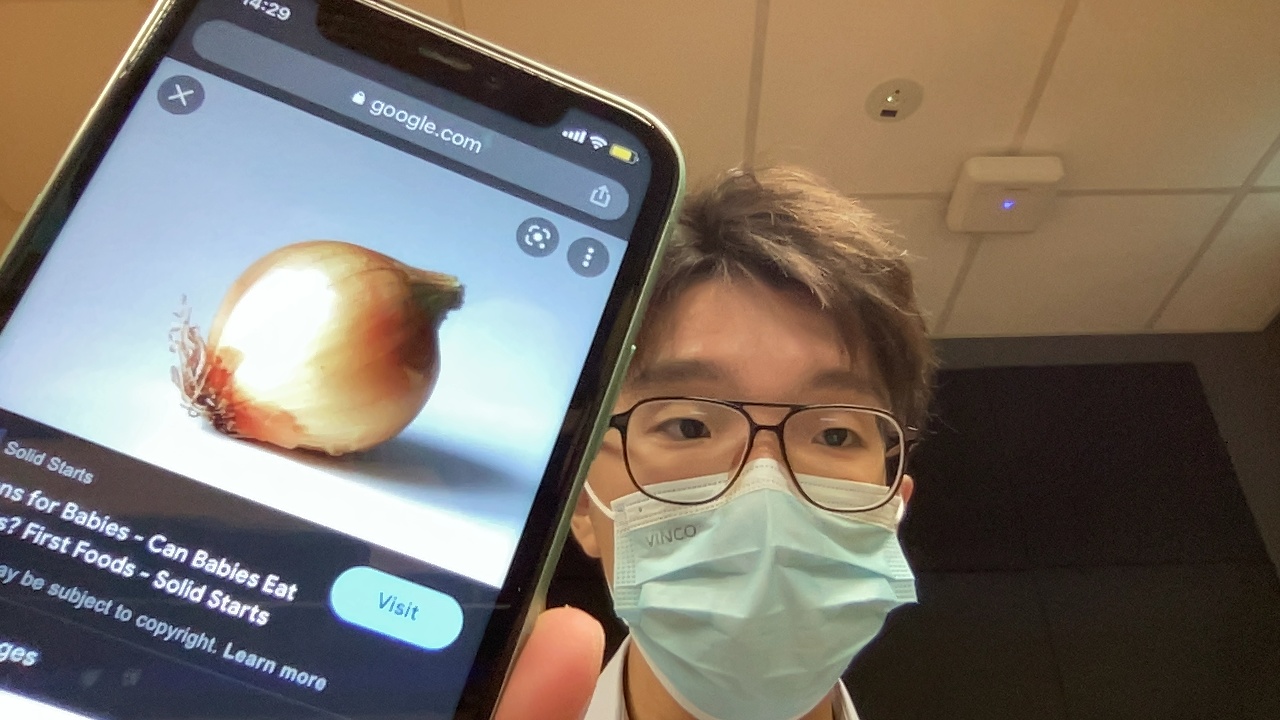 14:29
google.com
Solid Starts
ns for Babies - Can Babies Eat
s? First Foods - Solid Starts
Visit
ay be subject to copyright. Learn more
ges
VINCO